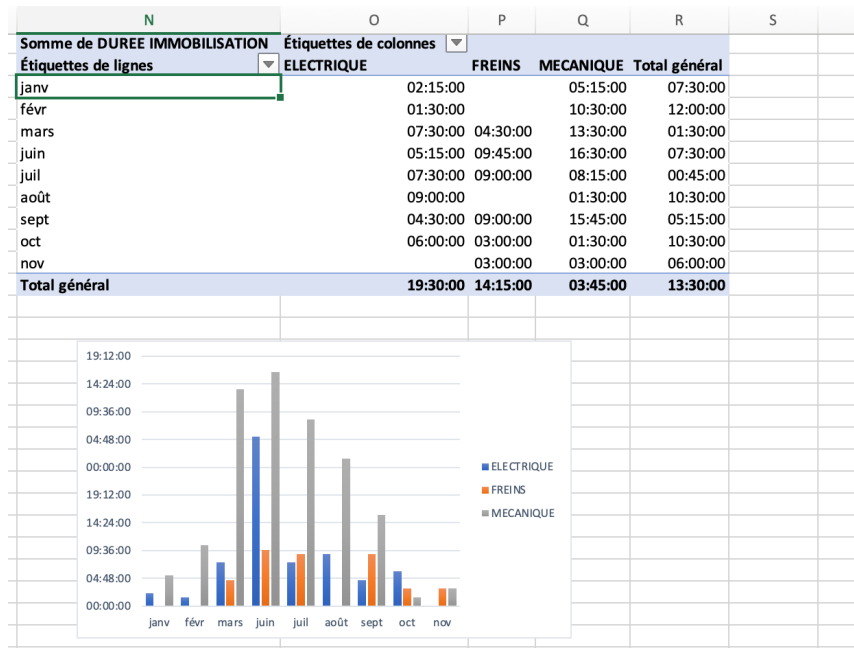 N O P Q R S
Somme de DUREE IMMOBILISATION Étiquettes de colonnes
Étiquettes de lignes ELECTRIQUE FREINS MECANIQUE Total général
janv 02:15:00 05:15:00 07:30:00
févr 01:30:00 10:30:00 12:00:00
mars 07:30:00 04:30:00 13:30:00 01:30:00
juin 05:15:00 09:45:00 16:30:00 07:30:00
juil 07:30:00 09:00:00 08:15:00 00:45:00
août 09:00:00 01:30:00 10:30:00
sept 04:30:00 09:00:00 15:45:00 05:15:00
oct 06:00:00 03:00:00 01:30:00 10:30:00
nov 03:00:00 03:00:00 06:00:00
Total général 19:30:00 14:15:00 03:45:00 13:30:00
19:12:00
14:24:00
09:36:00
04:48:00
00:00:00
19:12:00
14:24:00
09:36:00
04:48:00
00:00:00
janv févr mars juin juil août sept oct nov
ELECTRIQUE
FREINS
MECANIQUE